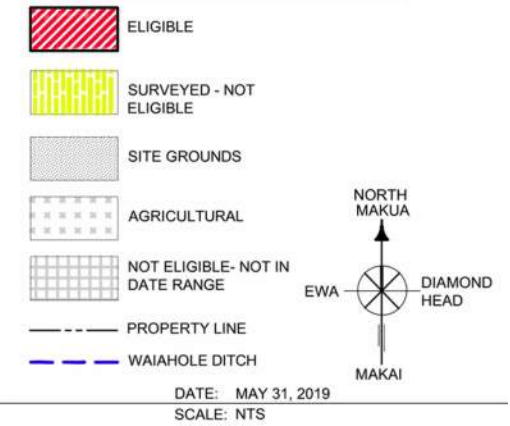 ELIGIBLE
SURVEYED - NOT
ELIGIBLE
SITE GROUNDS
AGRICULTURAL
NOT ELIGIBLE- NOT IN
DATE RANGE
PROPERTY LINE
WAIAHOLE DITCH
NORTH
MAKUA
EWA
DIAMOND
HEAD
MAKAI
DATE: MAY 31, 2019
SCALE: NTS